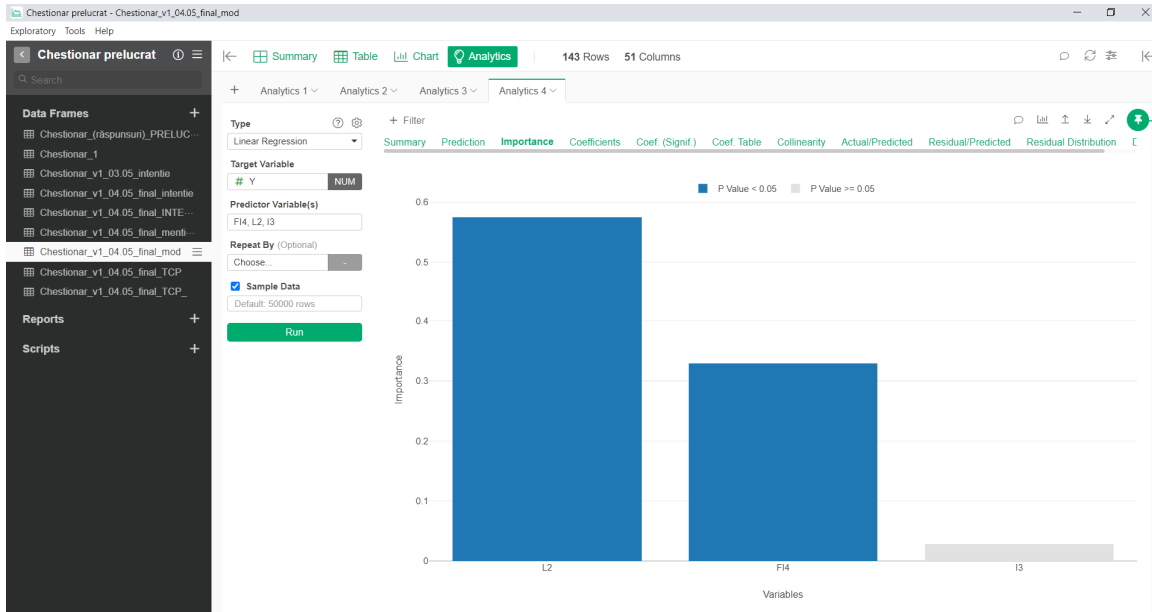 Chestionar prelucrat - Chestionar_v1_04.05_final_mod
Exploratory Tools Help
Chestionar prelucrat
Search
Data Frames
Chestionar_(răspunsuri)_PRELUC...
Chestionar_1
Chestionar_v1_03.05_intentie
Chestionar_v1_04.05_final_intentie
Chestionar_v1_04.05_final_INTE...
Chestionar_v1_04.05_final_menti...
Chestionar_v1_04.05_final_mod
Chestionar_v1_04.05_final_TCP
Chestionar_v1_04.05_final_TCP_
Reports
Scripts
Summary Table Chart Analytics 143 Rows 51 Columns
Analytics 1 Analytics 2 Analytics 3 Analytics 4
Type
Linear Regression
Target Variable
# Y NUM
Predictor Variable(s)
FI4, L2, I3
Repeat By (Optional)
Choose... -
Sample Data
Default: 50000 rows
Run
+ Filter
Summary Prediction Importance Coefficients Coef. (Signif.) Coef. Table Collinearity Actual/Predicted Residual/Predicted Residual Distribution
P Value < 0.05 P Value >= 0.05
0.6
0.5
0.4
0.3
0.2
0.1
0
Importance
L2 FI4 I3
Variables